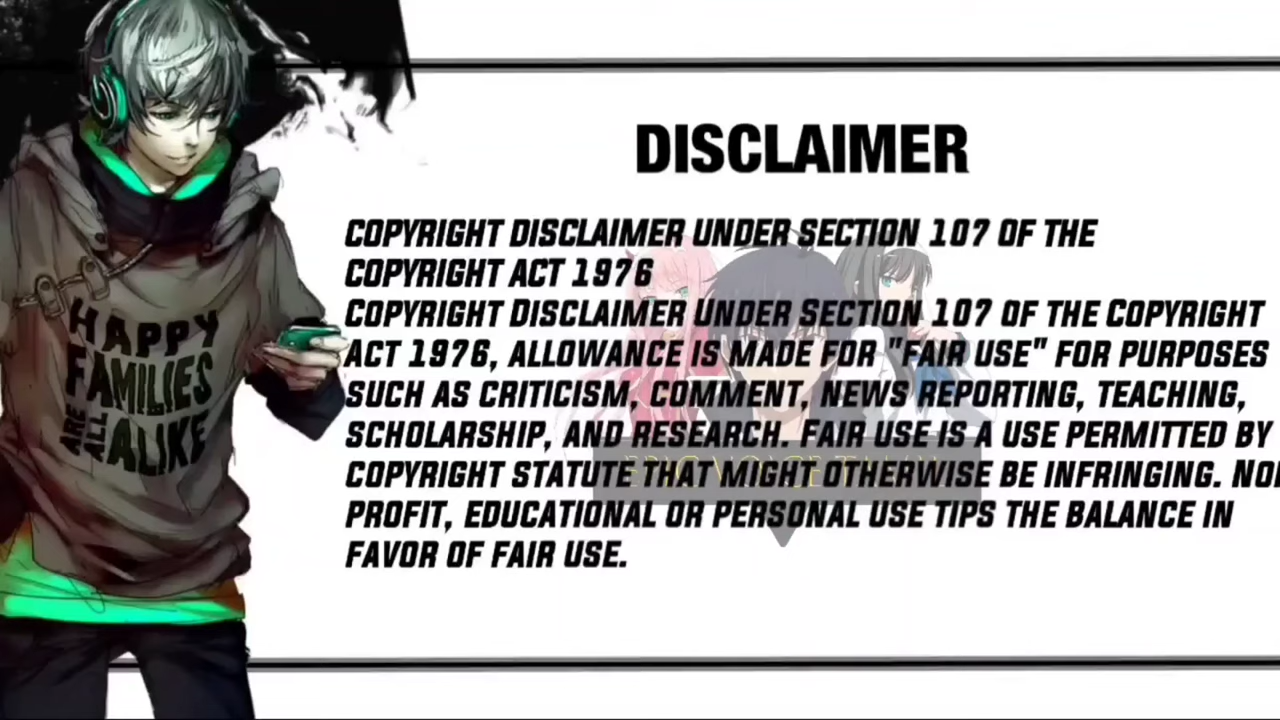 DISCLAIMER
COPYRIGHT DISCLAIMER UNDER SECTION 107 OF THE
COPYRIGHT ACT 1976
COPYRIGHT DISCLAIMER UNDER SECTION 107 OF THE COPYRIGHT
ACT 1976, ALLOWANCE IS MADE FOR "FAIR USE" FOR PURPOSES
SUCH AS CRITICISM, COMMENT, NEWS REPORTING, TEACHING,
SCHOLARSHIP, AND RESEARCH. FAIR USE IS A USE PERMITTED BY
COPYRIGHT STATUTE THAT MIGHT OTHERWISE BE INFRINGING.
PROFIT, EDUCATIONAL OR PERSONAL USE TIPS THE BALANCE IN
FAVOR OF FAIR USE.
HAPPY
FAMILIES
ARE ALL
ALIKE